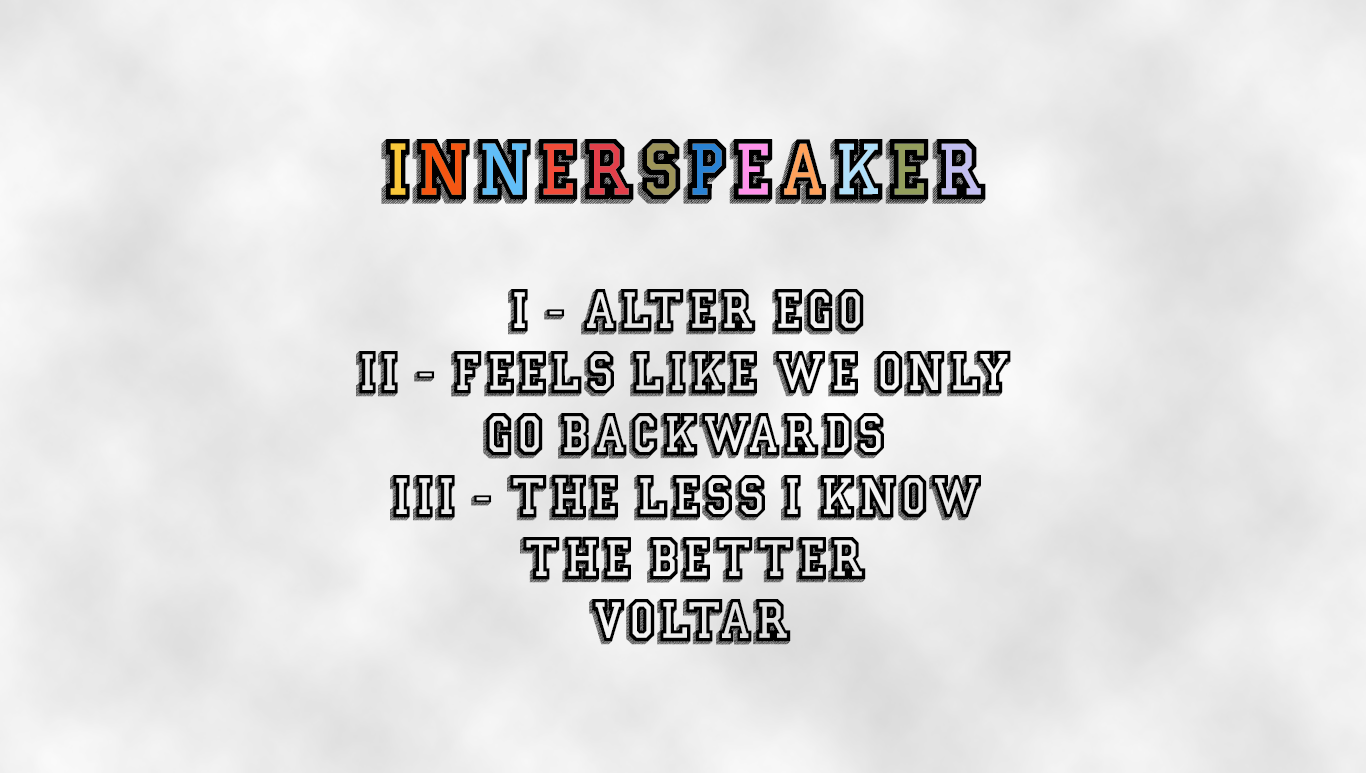 INNERSPEAKER
I - ALTER EGO
II - FEELS LIKE WE ONLY
GO BACKWARDS
III - THE LESS I KNOW
THE BETTER
VOLTAR